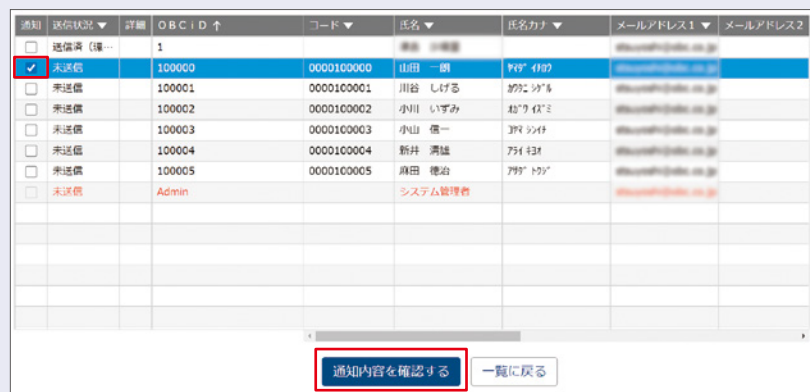 通知 送信状況 ▼ 詳細 OBCiD ↑ コード ▼ 氏名 ▼ 氏名カナ ▼ メールアドレス1 ▼ メールアドレス2
送信済（環… 1
未送信 100000 0000100000 山田 一朗 ﾔﾏﾀﾞ ｲﾁﾛｳ
未送信 100001 0000100001 川谷 しげる ｶﾜﾀﾆ ｼｹﾞﾙ
未送信 100002 0000100002 小川 いずみ ｵｶﾞﾜ ｲｽﾞﾐ
未送信 100003 0000100003 小山 信一 ｺﾔﾏ ｼﾝｲﾁ
未送信 100004 0000100004 新井 清雄 ｱﾗｲ ｷﾖｵ
未送信 100005 0000100005 麻田 徳治 ｱｻﾀﾞ ﾄｸｼﾞ
未送信 Admin システム管理者
通知内容を確認する 一覧に戻る